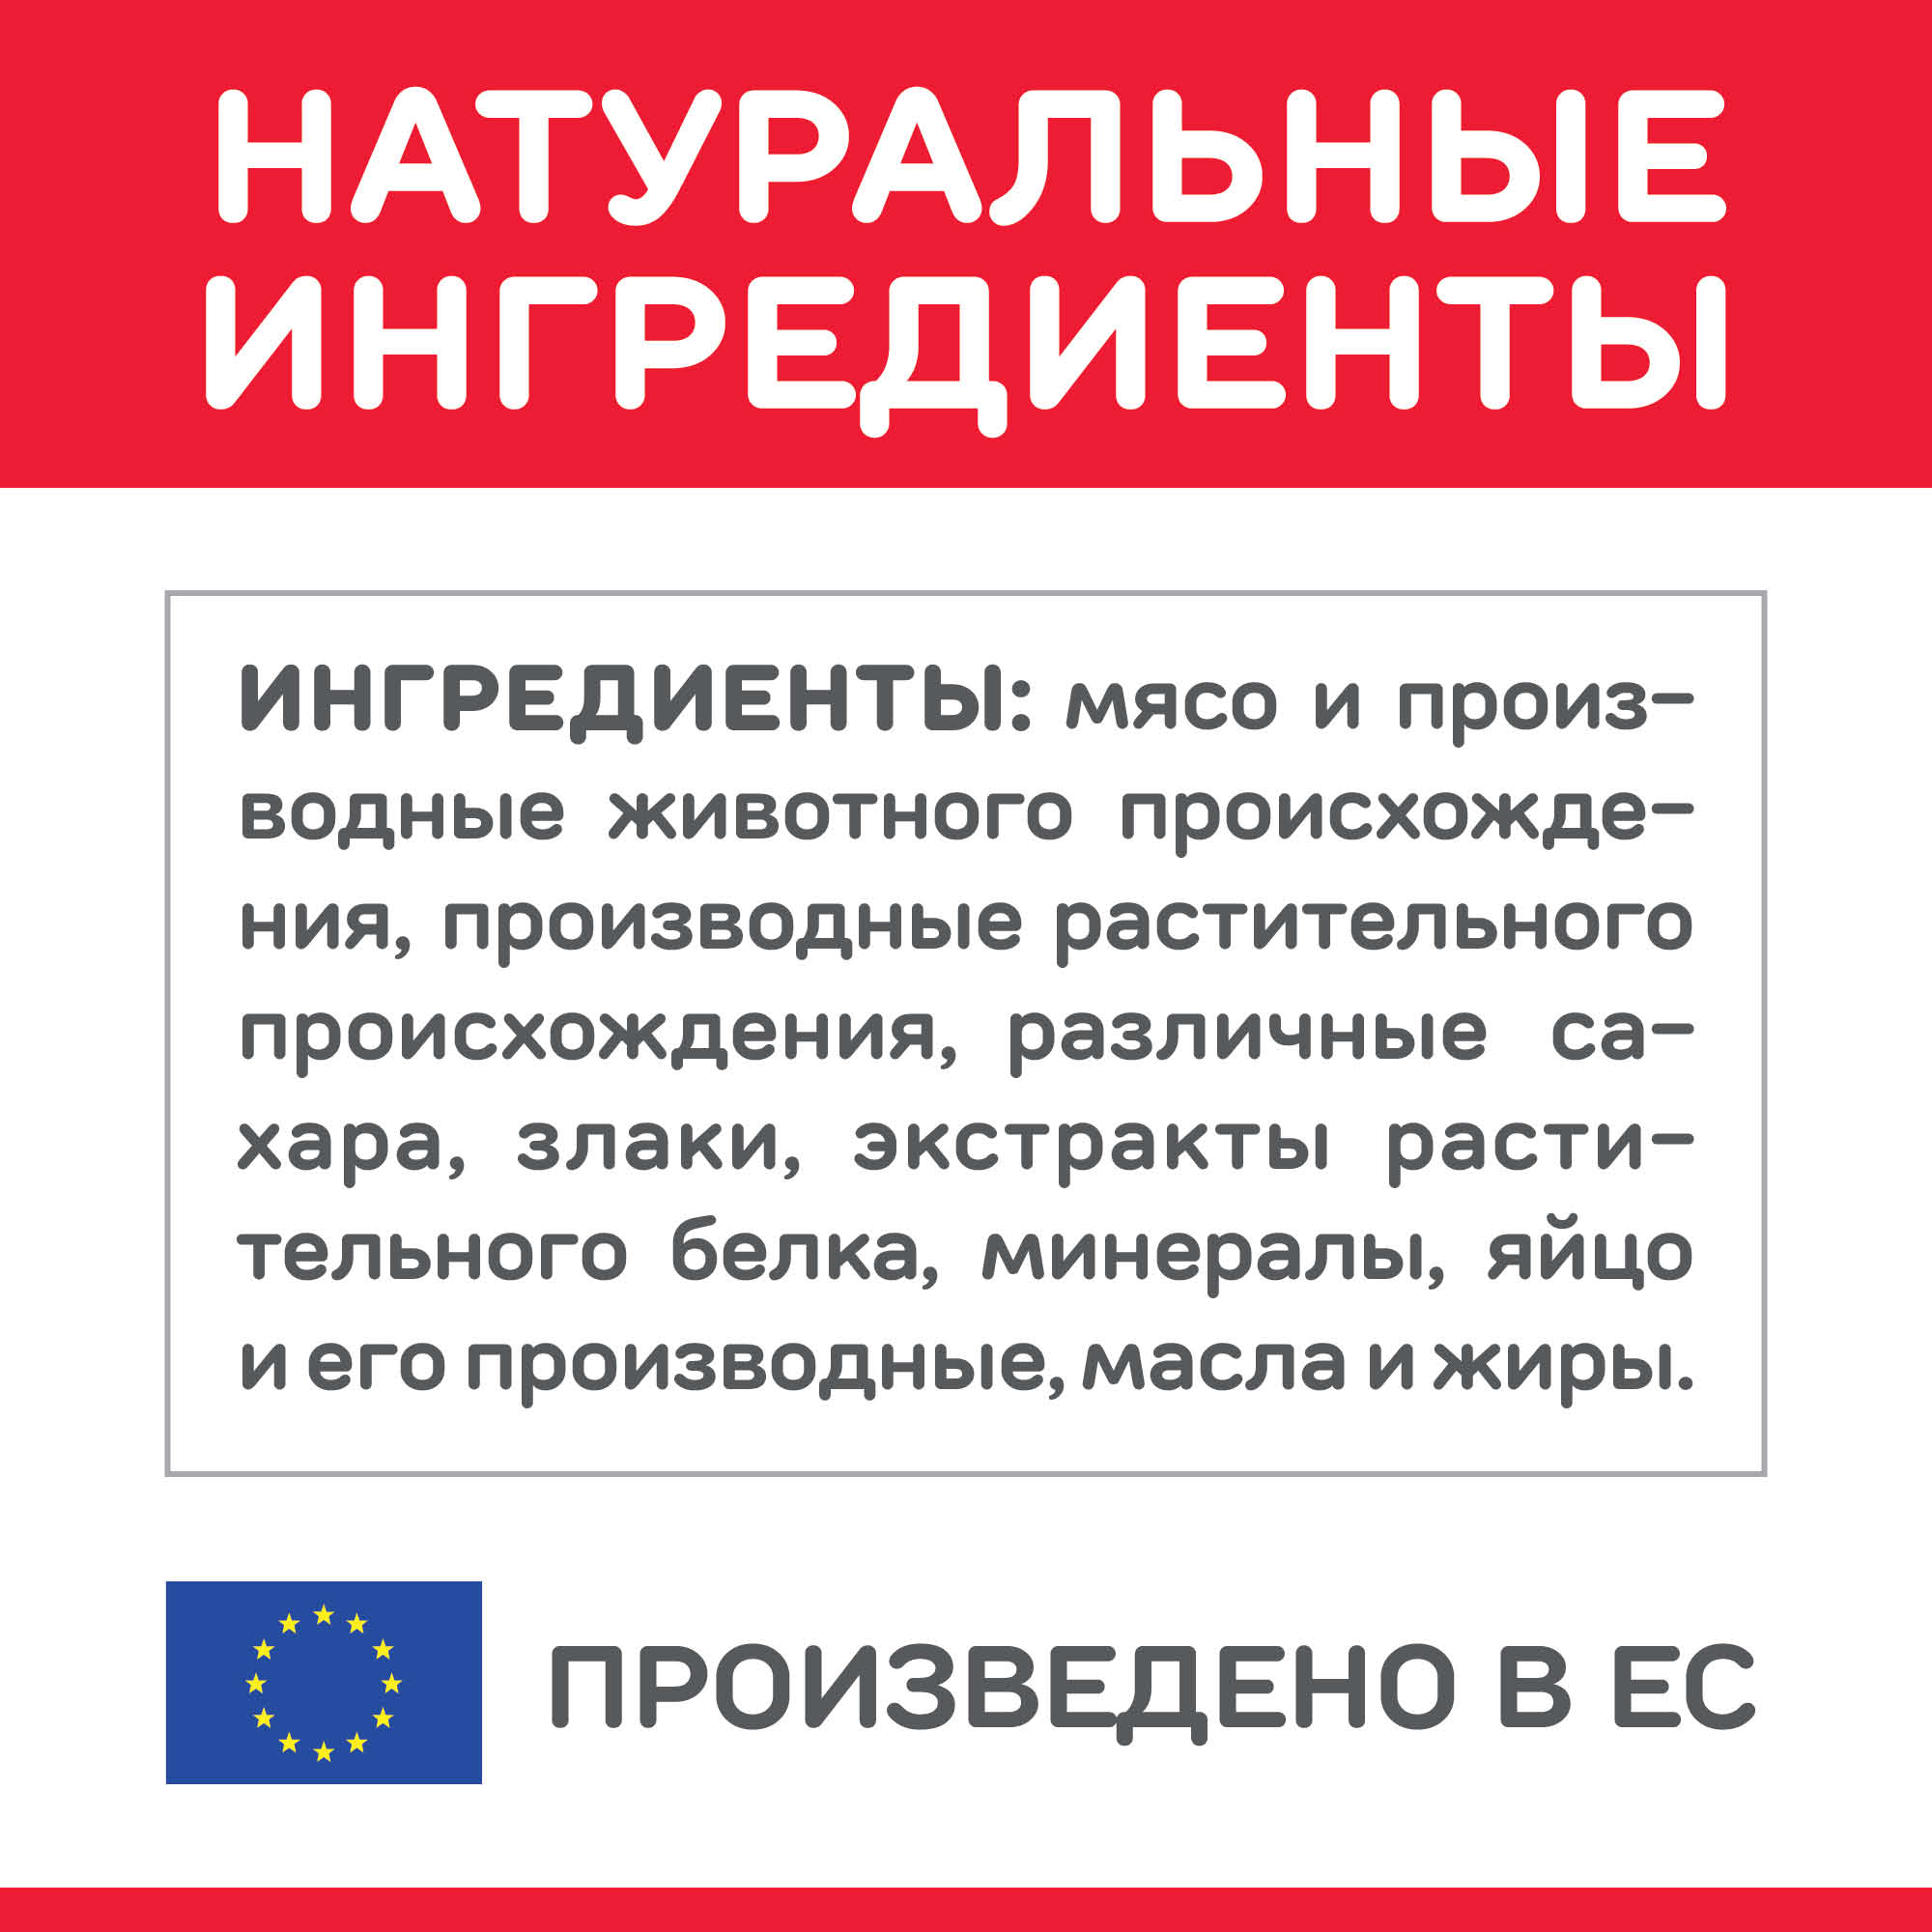 НАТУРАЛЬНЫЕ
ИНГРЕДИЕНТЫ
ИНГРЕДИЕНТЫ: мясо и произ-
водные животного происхожде-
ния, производные растительного
происхождения, различные са-
хара, злаки, экстракты расти-
тельного белка, минералы, яйцо
и его производные, масла и жиры.
ПРОИЗВЕДЕНО В ЕС